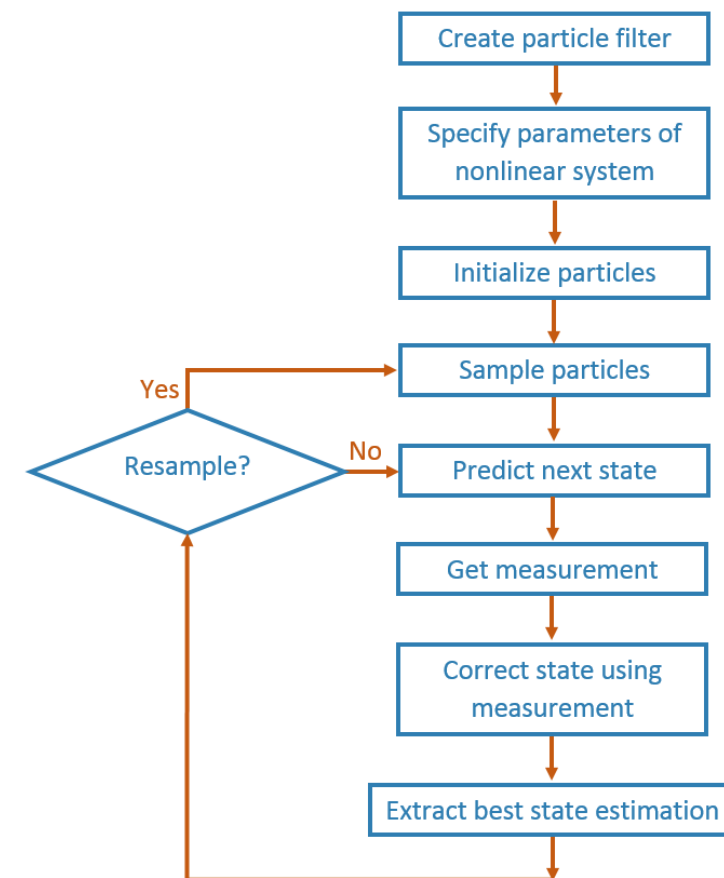 Create particle filter
Specify parameters of
nonlinear system
Initialize particles
Yes
Sample particles
Resample?
No
Predict next state
Get measurement
Correct state using
measurement
Extract best state estimation